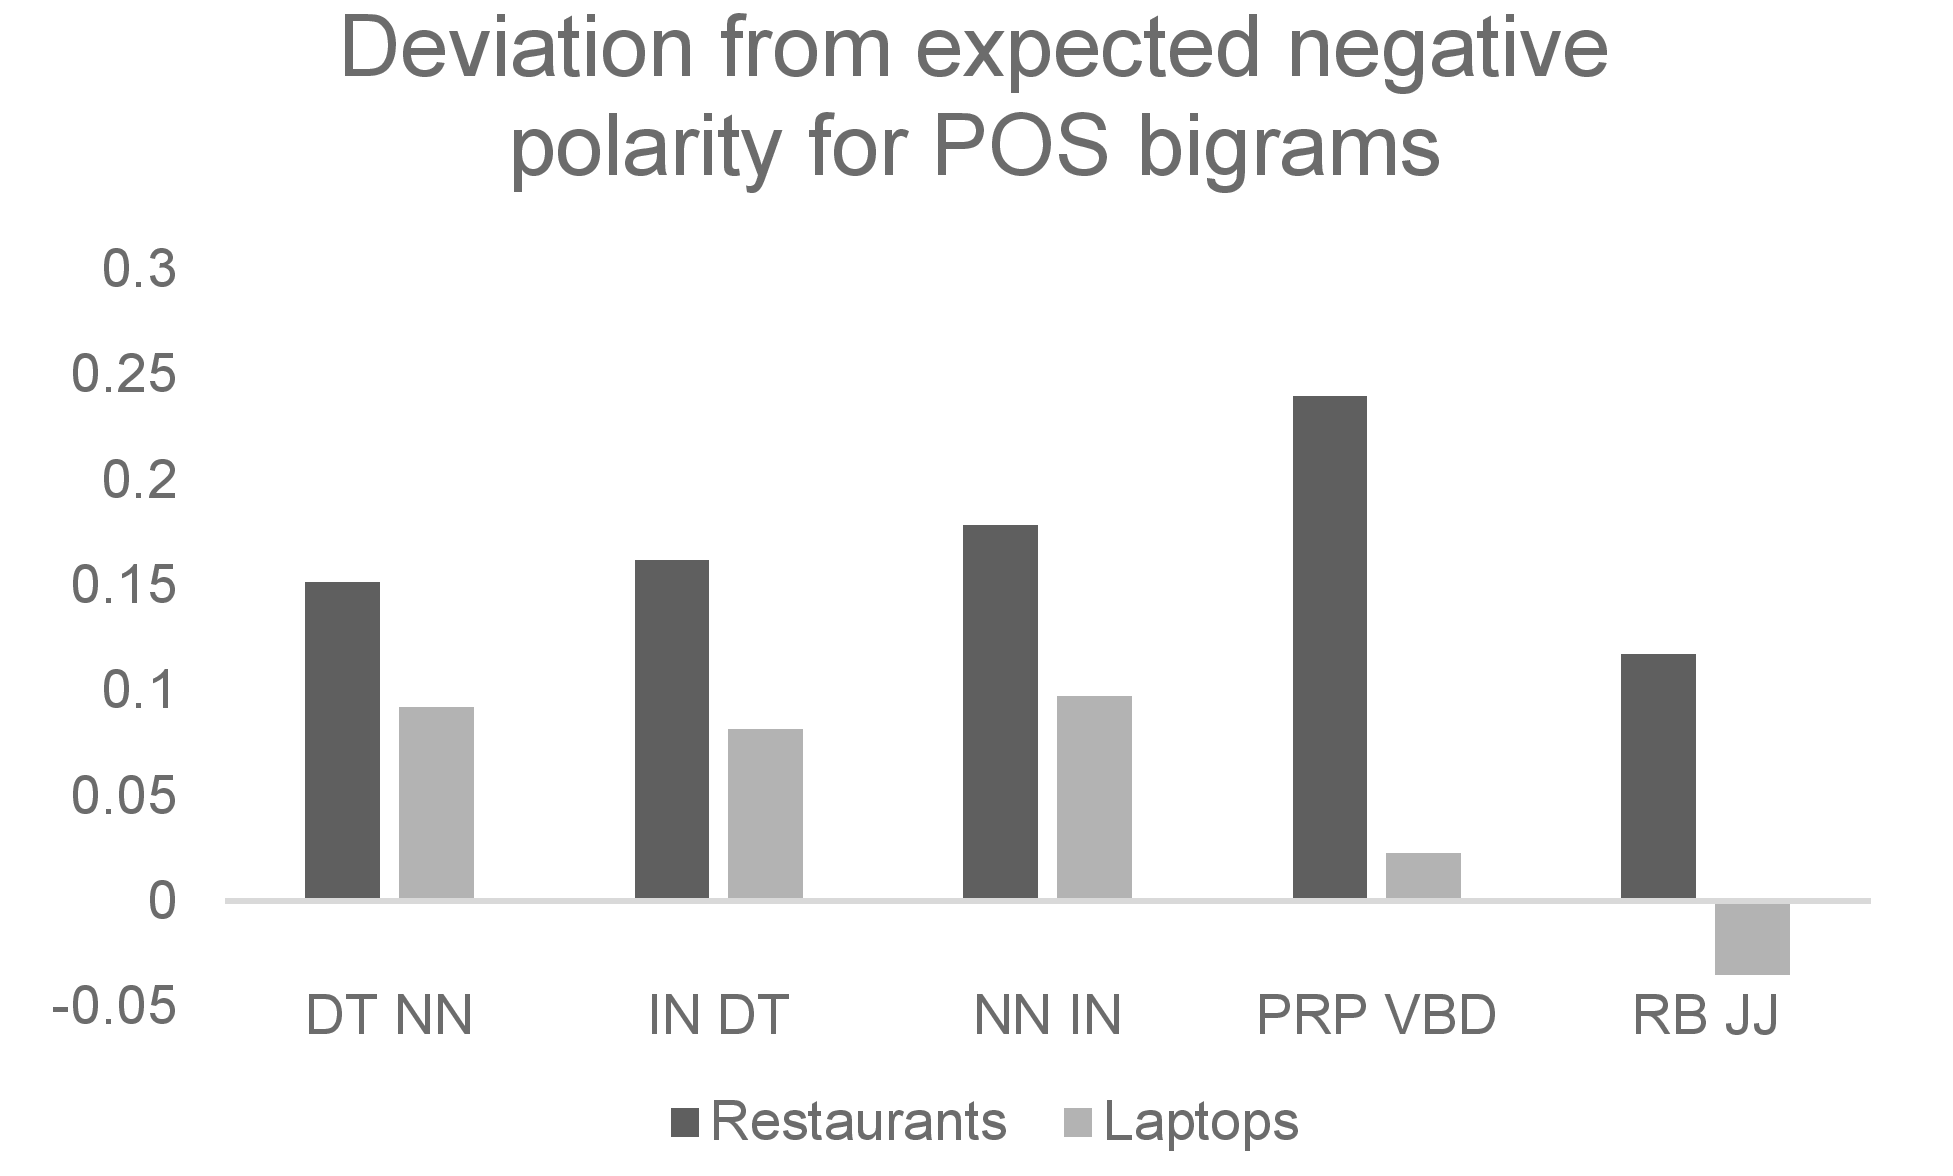 Deviation from expected negative
polarity for POS bigrams
0.3
0.25
0.2
0.15
0.1
0.05
0
-0.05
DT NN
IN DT
NN IN
PRP VBD
RB JJ
Restaurants
Laptops